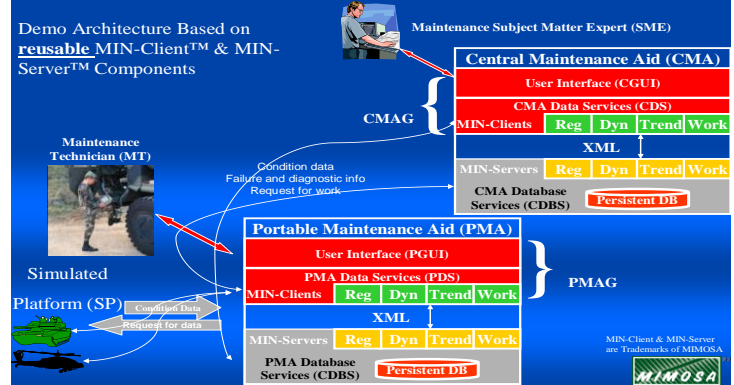 Demo Architecture Based on
reusable MIN-Client™ & MIN-
Server™ Components
Maintenance Subject Matter Expert (SME)
Central Maintenance Aid (CMA)
User Interface (CGUI)
CMA Data Services (CDS)
MIN-Clients Reg Dyn Trend Work
XML
MIN-Servers Reg Dyn Trend Work
CMA Database
Services (CDBS)
Persistent DB
CMAG
Maintenance
Technician (MT)
Condition data
Failure and diagnostic info
Request for work
Portable Maintenance Aid (PMA)
User Interface (PGUI)
PMA Data Services (PDS)
MIN-Clients Reg Dyn Trend Work
XML
MIN-Servers Reg Dyn Trend Work
PMA Database
Services (CDBS)
Persistent DB
PMAG
Simulated
Platform (SP)
Condition Data
Request for data
MIN-Client & MIN-Server
are Trademarks of MIMOSA
MIMOSA